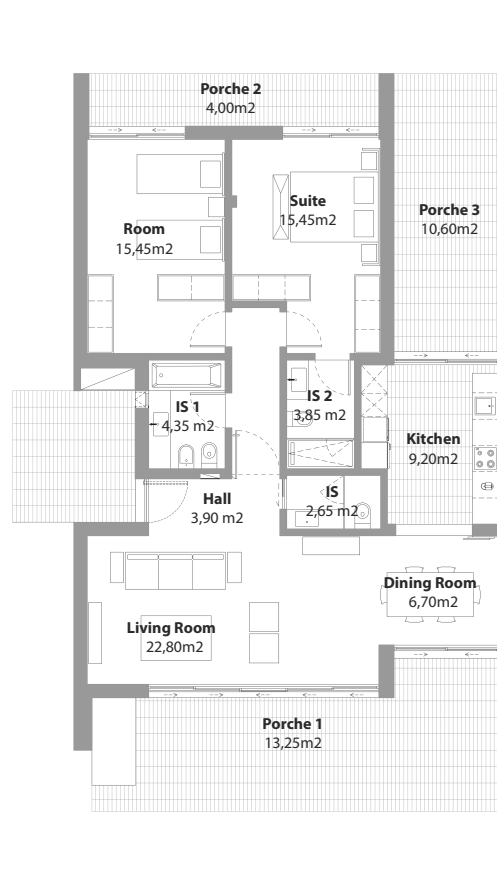 Porche 2
4,00m2
Suite
15,45m2
Porche 3
10,60m2
Room
15,45m2
IS 2
3,85 m2
IS 1
4,35 m2
Kitchen
9,20m2
Hall
3,90 m2
IS
2,65 m2
Dining Room
6,70m2
Living Room
22,80m2
Porche 1
13,25m2